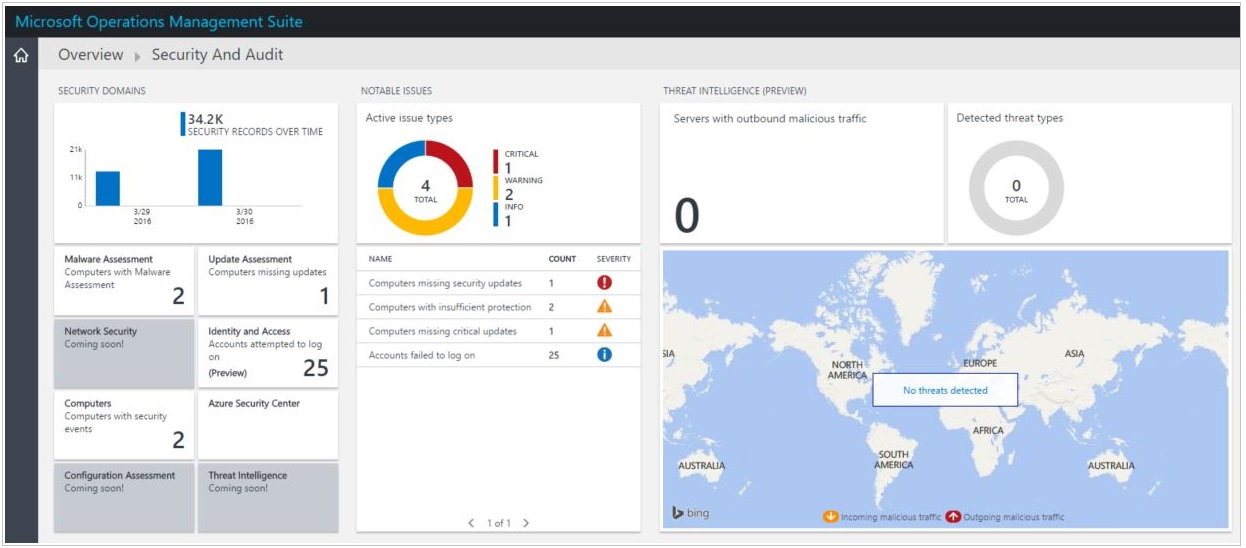 Microsoft Operations Management Suite
Overview
Security And Audit
SECURITY DOMAINS
34.2K
SECURITY RECORDS OVER TIME
21k
11k
0
3/29
2016
3/30
2016
Malware Assessment
Computers with Malware
Assessment
2
Update Assessment
Computers missing updates
1
Network Security
Coming soon!
Identity and Access
Accounts attempted to log
on
(Preview)
25
Computers
Computers with security
events
2
Azure Security Center
Configuration Assessment
Coming soon!
Threat Intelligence
Coming soon!
NOTABLE ISSUES
Active issue types
4
TOTAL
CRITICAL
1
WARNING
2
INFO
1
NAME COUNT SEVERITY
Computers missing security updates 1
Computers with insufficient protection 2
Computers missing critical updates 1
Accounts failed to log on 25
1 of 1
THREAT INTELLIGENCE (PREVIEW)
Servers with outbound malicious traffic
0
Detected threat types
0
TOTAL
SIA
NORTH
AMERICA
EUROPE
ASIA
No threats detected
AFRICA
SOUTH
AMERICA
AUSTRALIA
AUSTRALIA
bing
Incoming malicious traffic
Outgoing malicious traffic